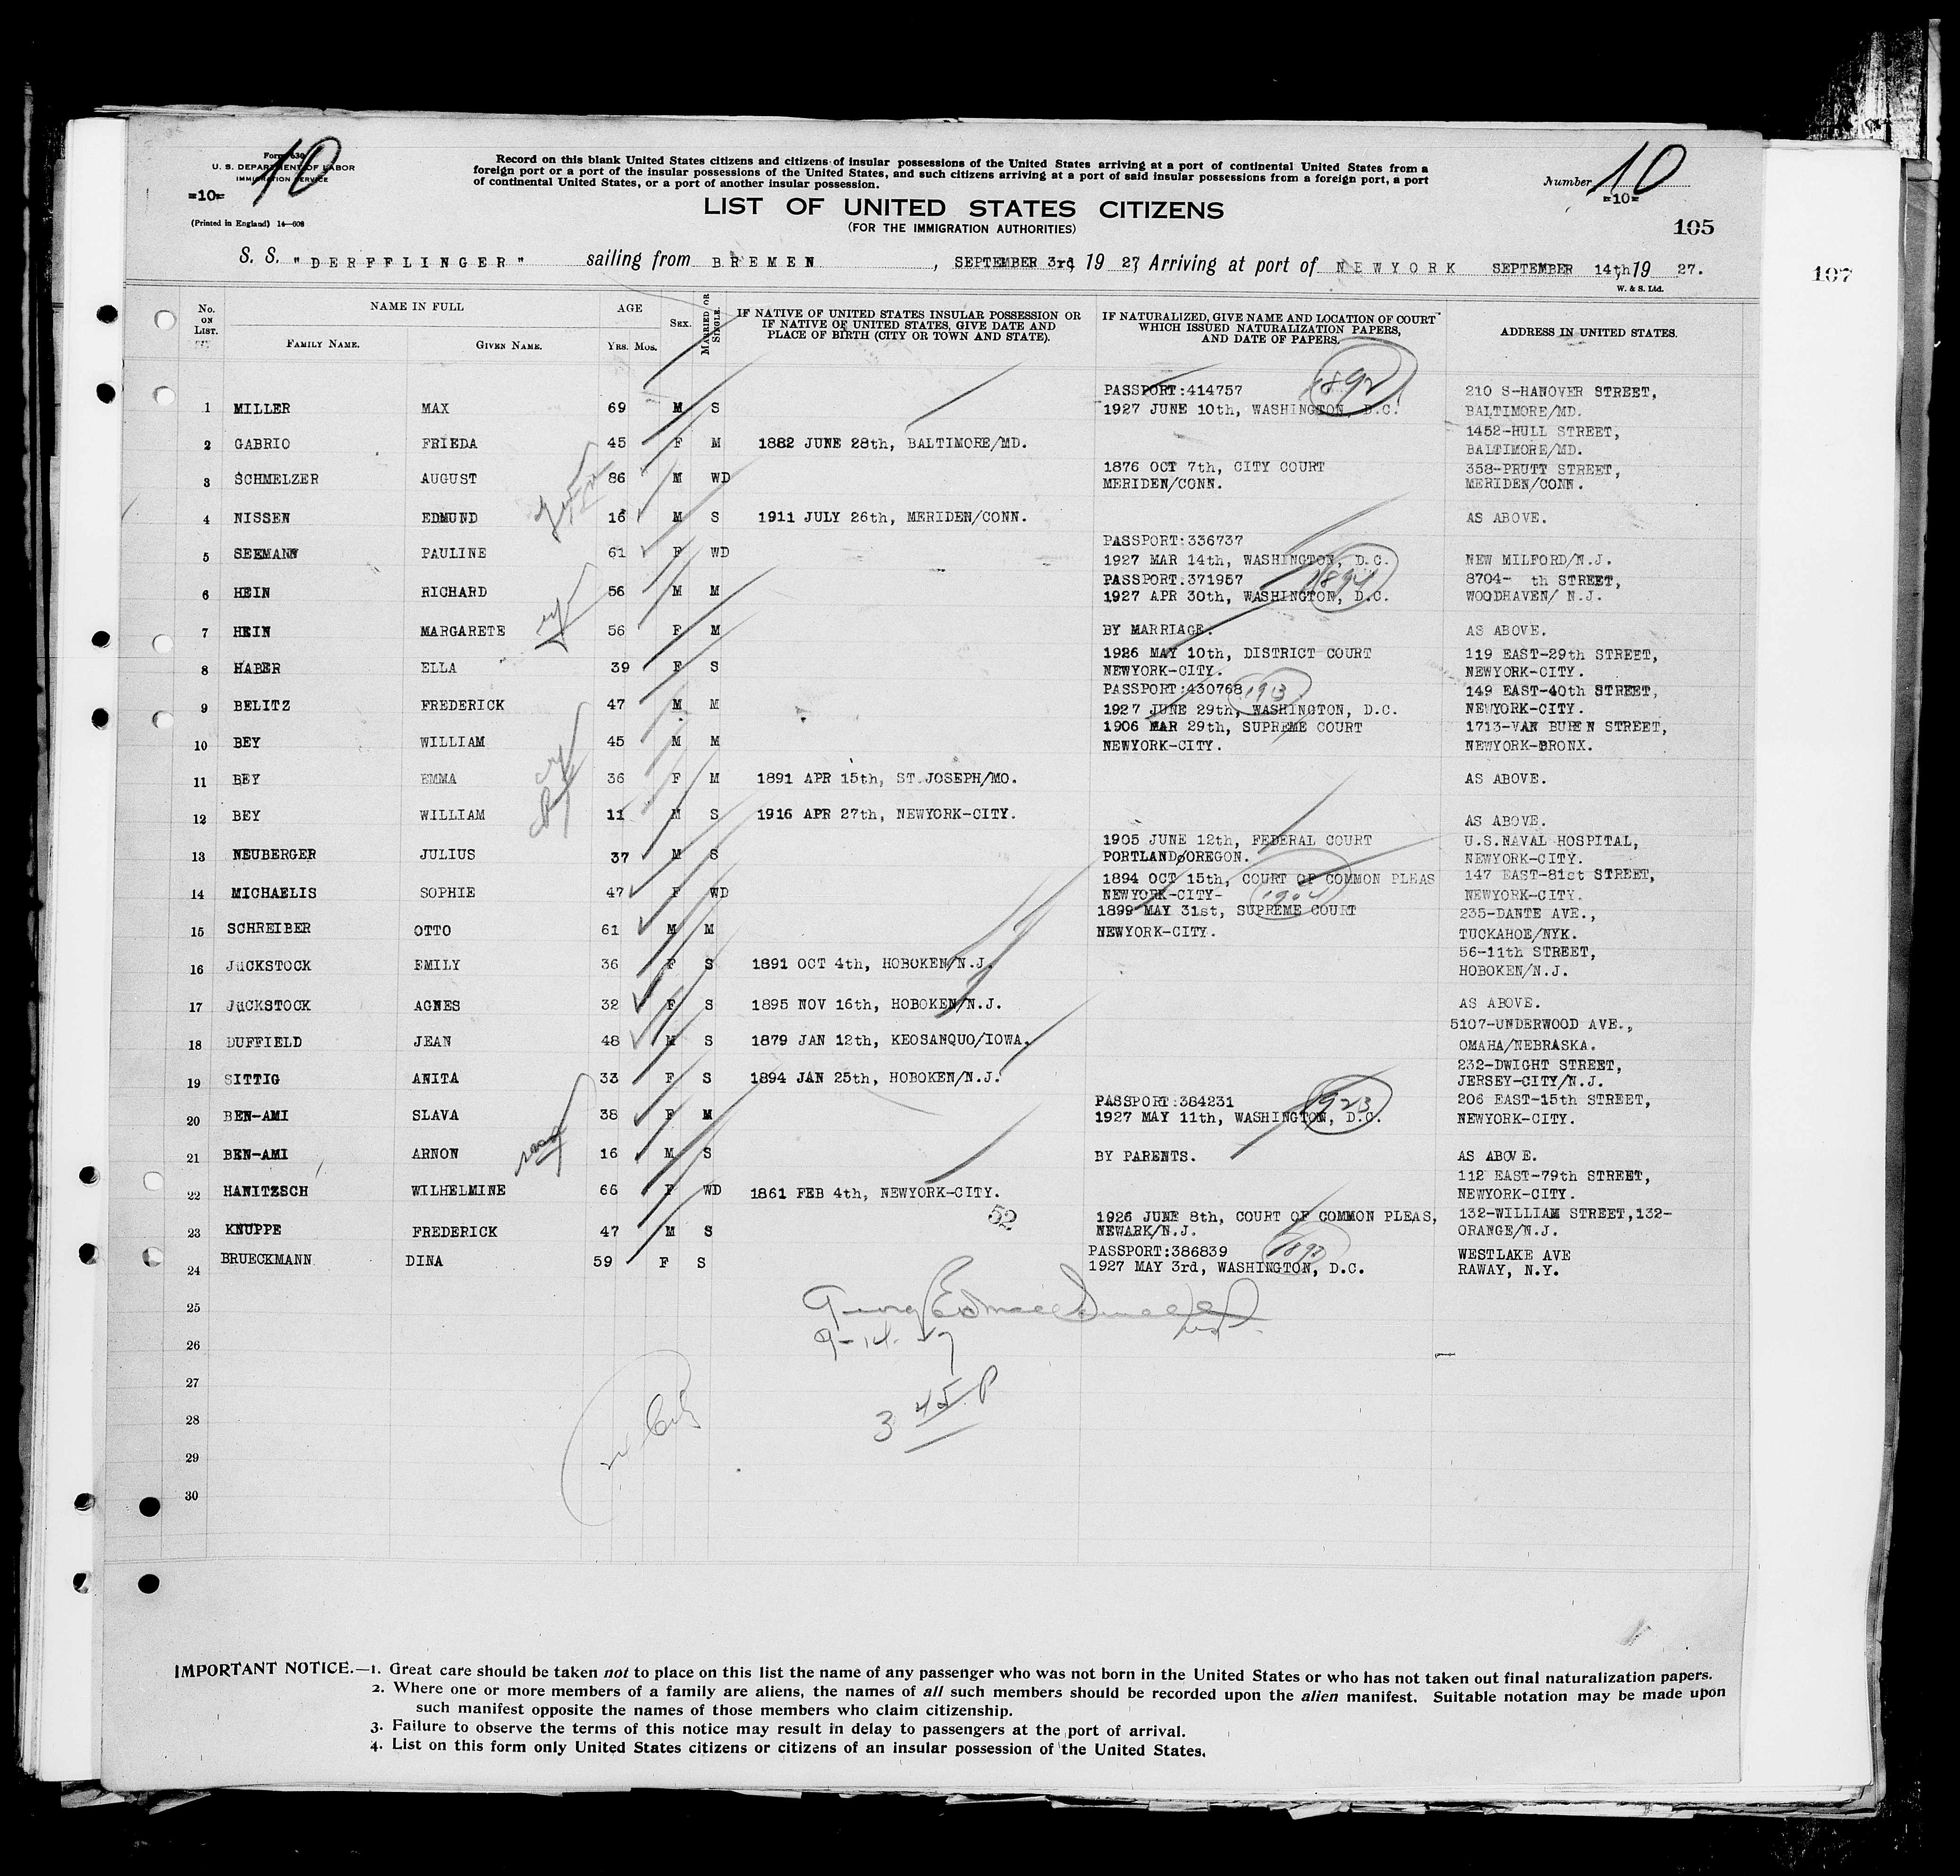 Form 630
U. S. DEPARTMENT OF LABOR
IMMIGRATION SERVICE
=10=
10
(Printed in England) 14—608
Record on this blank United States citizens and citizens of insular possessions of the United States arriving at a port of continental United States from a
foreign port or a port of the insular possessions of the United States, and such citizens arriving at a port of said insular possessions from a foreign port, a port
of continental United States, or a port of another insular possession.
LIST OF UNITED STATES CITIZENS
(FOR THE IMMIGRATION AUTHORITIES)
Number 10
=10=
105
107
S. S. "DERFFLINGER" sailing from BREMEN, SEPTEMBER 3rd, 19 27, Arriving at port of NEWYORK SEPTEMBER 14th, 19 27.
W. & S. Ltd.
No. ON LIST.
NAME IN FULL
FAMILY NAME. GIVEN NAME.
AGE
YRS. MOS.
SEX.
MARRIED OR SINGLE.
IF NATIVE OF UNITED STATES INSULAR POSSESSION OR
IF NATIVE OF UNITED STATES, GIVE DATE AND
PLACE OF BIRTH (CITY OR TOWN AND STATE).
IF NATURALIZED, GIVE NAME AND LOCATION OF COURT
WHICH ISSUED NATURALIZATION PAPERS,
AND DATE OF PAPERS.
ADDRESS IN UNITED STATES.
PASSPORT:414757 1892 210 S-HANOVER STREET,
1 MILLER MAX 69 M S 1927 JUNE 10th, WASHINGTON, D.C. BALTIMORE/MD.
1452-HULL STREET,
2 GABRIO FRIEDA 45 F M 1882 JUNE 28th, BALTIMORE/MD. BALTIMORE/MD.
1876 OCT 7th, CITY COURT 358-PRUTT STREET,
3 SCHMELZER AUGUST 86 M WD MERIDEN/CONN. MERIDEN/CONN.
4 NISSEN EDMUND 16 M S 1911 JULY 26th, MERIDEN/CONN. AS ABOVE.
PASSPORT:336737
5 SEEMANN PAULINE 61 F WD 1927 MAR 14th, WASHINGTON, D.C. NEW MILFORD/N.J.
PASSPORT.371957 1894 8704- th STREET,
6 HEIN RICHARD 56 M M 1927 APR 30th, WASHINGTON, D.C. WOODHAVEN/ N.J.
7 HEIN MARGARETE 56 F M BY MARRIAGE. AS ABOVE.
1926 MAY 10th, DISTRICT COURT 119 EAST-29th STREET,
8 HABER ELLA 39 F S NEWYORK-CITY. NEWYORK-CITY.
PASSPORT:430768 1913 149 EAST-40th STREET,
9 BELITZ FREDERICK 47 M M 1927 JUNE 29th, WASHINGTON, D.C. NEWYORK-CITY.
1906 MAR 29th, SUPREME COURT 1713-VAN BUREN STREET,
10 BEY WILLIAM 45 M M NEWYORK-CITY. NEWYORK-BRONX.
11 BEY EMMA 36 F M 1891 APR 15th, ST.JOSEPH/MO. AS ABOVE.
12 BEY WILLIAM 11 M S 1916 APR 27th, NEWYORK-CITY. AS ABOVE.
1905 JUNE 12th, FEDERAL COURT U.S.NAVAL HOSPITAL,
13 NEUBERGER JULIUS 37 M S PORTLAND OREGON. NEWYORK-CITY.
1894 OCT 15th, COURT OF COMMON PLEAS 147 EAST-81st STREET,
14 MICHAELIS SOPHIE 47 F WD NEWYORK-CITY- NEWYORK-CITY.
1899 MAY 31st, SUPREME COURT 235-DANTE AVE.,
15 SCHREIBER OTTO 61 M M NEWYORK-CITY. TUCKAHOE/NYK.
56-11th STREET,
16 JUCKSTOCK EMILY 36 F S 1891 OCT 4th, HOBOKEN/N.J. HOBOKEN/N.J.
17 JUCKSTOCK AGNES 32 F S 1895 NOV 16th, HOBOKEN/N.J. AS ABOVE.
5107-UNDERWOOD AVE.,
18 DUFFIELD JEAN 48 M S 1879 JAN 12th, KEOSANQUO/IOWA. OMAHA/NEBRASKA.
232-DWIGHT STREET,
19 SITTIG ANITA 33 F S 1894 JAN 25th, HOBOKEN/N.J. JERSEY-CITY/N.J.
PASSPORT:384231 1923 206 EAST-15th STREET,
20 BEN-AMI SLAVA 38 F M 1927 MAY 11th, WASHINGTON, D.C. NEWYORK-CITY.
21 BEN-AMI ARNON 16 M S BY PARENTS. AS ABOVE.
112 EAST-79th STREET,
22 HANITZSCH WILHELMINE 66 F WD 1861 FEB 4th, NEWYORK-CITY. NEWYORK-CITY.
52
1926 JUNE 8th, COURT OF COMMON PLEAS, 132-WILLIAM STREET,132-
23 KNUPPE FREDERICK 47 M S NEWARK/N.J. ORANGE/N.J.
PASSPORT:386839 WESTLAKE AVE
24 BRUECKMANN DINA 59 F S 1927 MAY 3rd, WASHINGTON, D.C. RAWAY, N.Y.
25
26
27
28
29
30
9-14-27
3 45 P
IMPORTANT NOTICE.—1. Great care should be taken not to place on this list the name of any passenger who was not born in the United States or who has not taken out final naturalization papers.
2. Where one or more members of a family are aliens, the names of all such members should be recorded upon the alien manifest. Suitable notation may be made upon
such manifest opposite the names of those members who claim citizenship.
3. Failure to observe the terms of this notice may result in delay to passengers at the port of arrival.
4. List on this form only United States citizens or citizens of an insular possession of the United States.